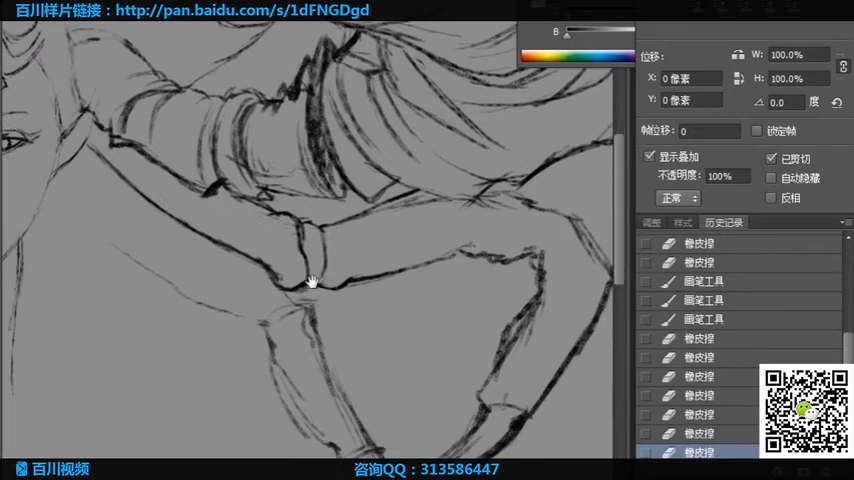 百川样片链接：http://pan.baidu.com/s/1dFNGDgd
B
位移:
W: 100.0%
X: 0 像素
H: 100.0%
Y: 0 像素
0.0 度
帧位移: 0
锁定帧
显示叠加
已剪切
不透明度: 100%
自动隐藏
正常
反相
调整 样式 历史记录
橡皮擦
橡皮擦
画笔工具
画笔工具
画笔工具
橡皮擦
橡皮擦
橡皮擦
橡皮擦
橡皮擦
橡皮擦
橡皮擦
百川视频
咨询QQ：313586447